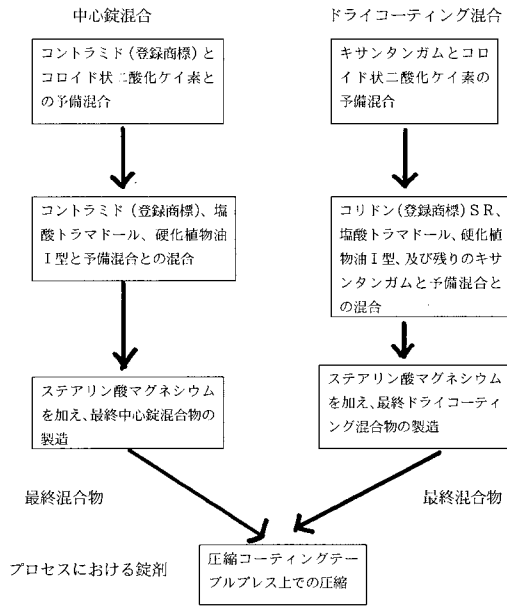 中心錠混合
コントラミド(登録商標)と
コロイド状二酸化ケイ素と
の予備混合
コントラミド(登録商標)、塩
酸トラマドール、硬化植物油
Ⅰ型と予備混合との混合
ステアリン酸マグネシウム
を加え、最終中心錠混合物の
製造
最終混合物
ドライコーティング混合
キサンタンガムとコロ
イド状二酸化ケイ素の
予備混合
コリドン(登録商標)SR、
塩酸トラマドール、硬化植
物油Ⅰ型、及び残りのキサ
ンタンガムと予備混合と
の混合
ステアリン酸マグネシウム
を加え、最終ドライコーティ
ング混合物の製造
最終混合物
プロセスにおける錠剤
圧縮コーティングテー
ブルプレス上での圧縮